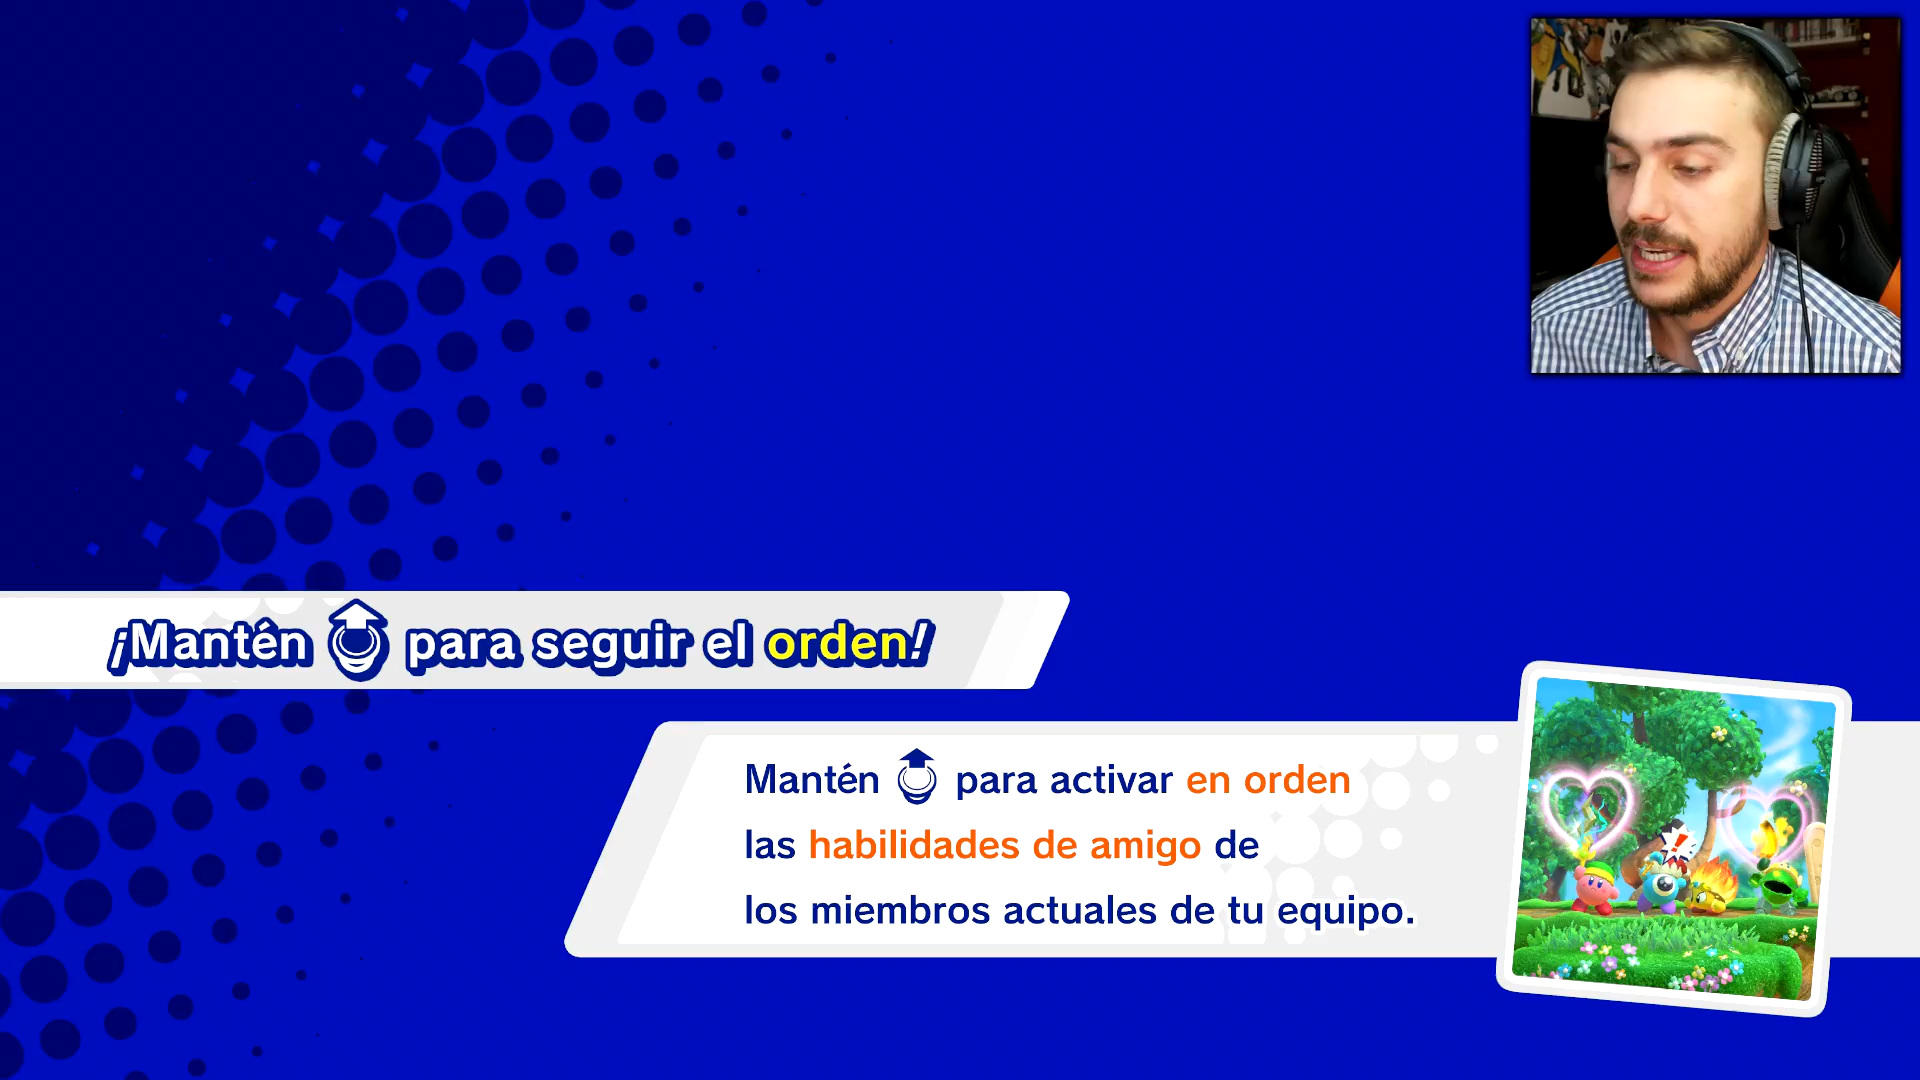 ¡Mantén para seguir el orden!
Mantén para activar en orden
las habilidades de amigo de
los miembros actuales de tu equipo.